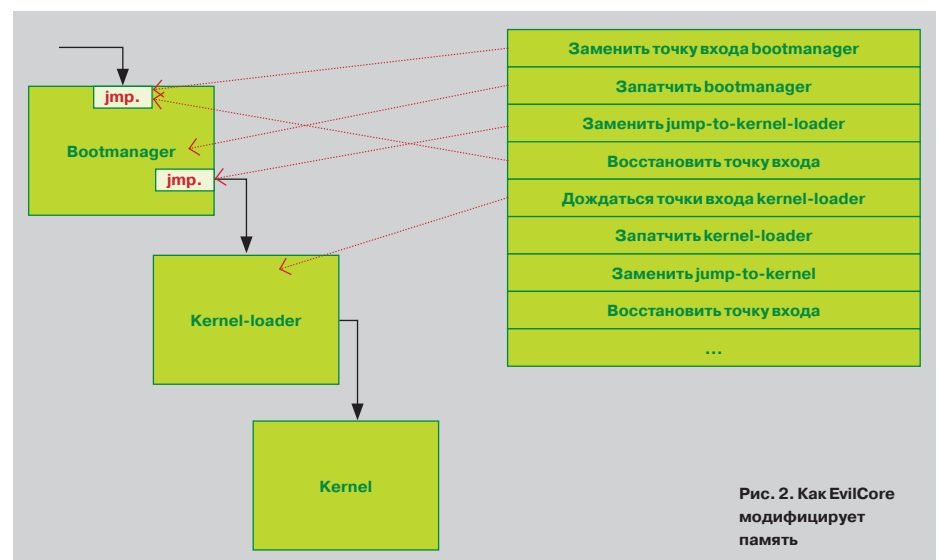 jmp.
Bootmanager
jmp.
Kernel-loader
Kernel
Заменить точку входа bootmanager
Запатчить bootmanager
Заменить jump-to-kernel-loader
Восстановить точку входа
Дождаться точки входа kernel-loader
Запатчить kernel-loader
Заменить jump-to-kernel
Восстановить точку входа
...
Рис. 2. Как EvilCore
модифицирует
память